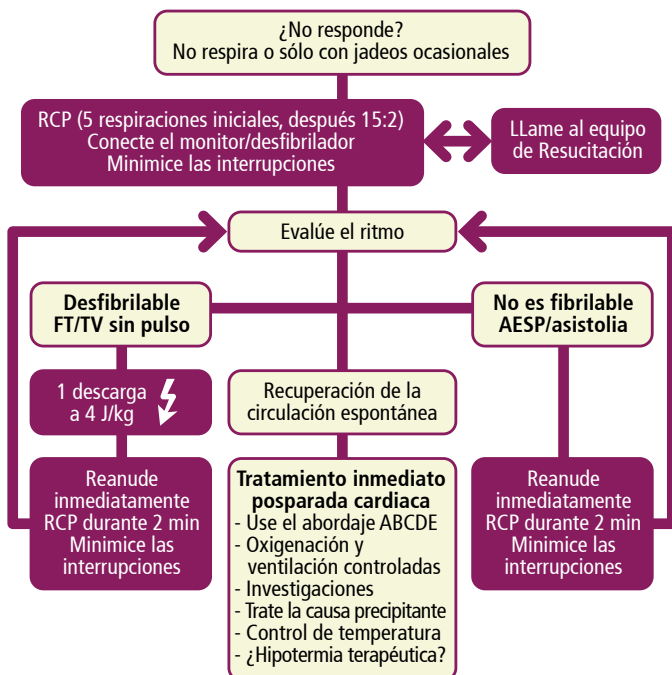 ¿No responde?
No respira o sólo con jadeos ocasionales
RCP (5 respiraciones iniciales, después 15:2)
Conecte el monitor/desfibrilador
Minimice las interrupciones
LLame al equipo
de Resucitación
Evalúe el ritmo
Desfibrilable
FT/TV sin pulso
No es fibrilable
AESP/asistolia
1 descarga
a 4 J/kg
Recuperación de la
circulación espontánea
Reanude
inmediatamente
RCP durante 2 min
Minimice las
interrupciones
Tratamiento inmediato
posparada cardiaca
- Use el abordaje ABCDE
- Oxigenación y
ventilación controladas
- Investigaciones
- Trate la causa precipitante
- Control de temperatura
- ¿Hipotermia terapéutica?
Reanude
inmediatamente
RCP durante 2 min
Minimice las
interrupciones